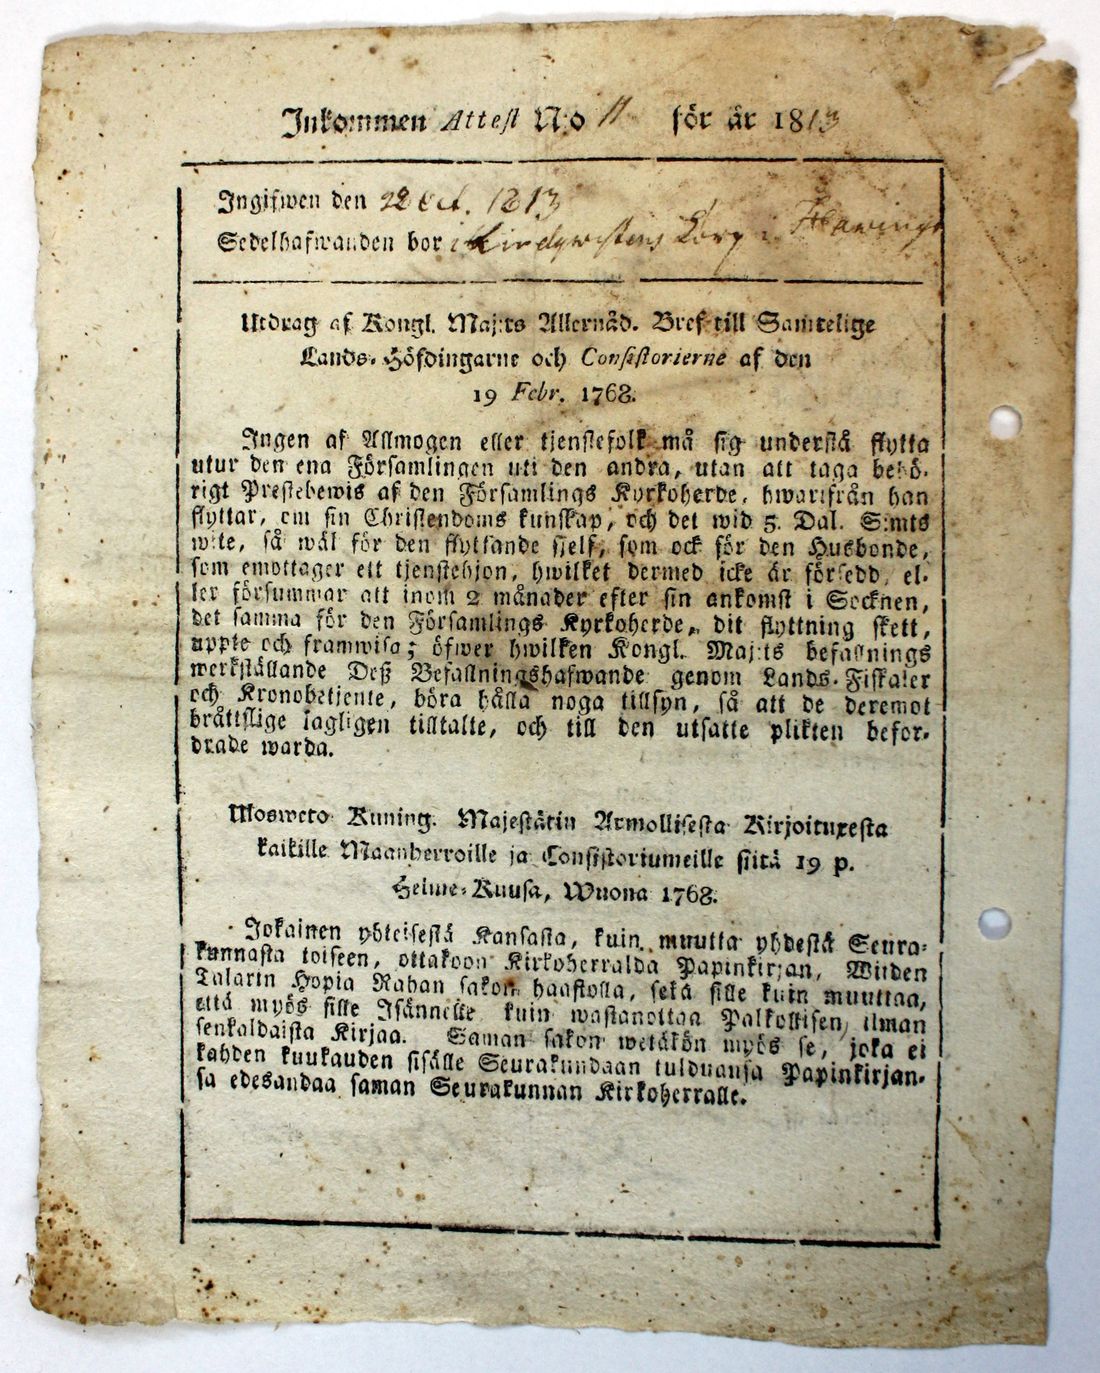 Inkommen Attest N:o 11 för år 1813
Ingifwen den 22 Oct. 1813
Sedelhafwanden bor i
Utdrag af Kongl. Maj:ts Allernåd. Bref till Samtelige
Lands-Höfdingarne och Consistorierne af den
19 Febr. 1768.
Ingen af Allmogen eller tjenstefolk må sig understå flytta
utur den ena Församlingen uti den andra, utan att taga behö-
rigt Prestebewis af den Församlings Kyrkoherde, hwarifrån han
flyttar, om sin Christendoms kunskap, och det wid 5. Dal. S:mts
wite, så wäl för den flyttande sjelf, som ock för den Husbonde,
som emottager ett tjenstehjon, hwilket dermed icke är försedd, el-
ler försummar att inom 2 månader efter sin ankomst i Socknen,
det samma för den Församlings Kyrkoherde, dit flyttning skett,
uppte och framwisa; öfwer hwilken Kongl. Maj:ts befallnings
werkställande Deß Befallningshafwande genom Lands-Fiskaler
och Kronobetjente, böra hålla noga tillsyn, så att de deremot
bråttslige lagligen tilltalte, och till den utsatte plikten befor-
drade warda.
Ulosweto Kuning. Majestätin Armollisesta Kirjoituxesta
kaikille Maanherroille ja Consistoriumeille siitä 19 p.
Helme-Kuusa, Wuona 1768.
Jokainen yhteisestä Kansasta, kuin muutta yhdestä Seura-
kunnasta toiseen, ottakoon Kirkoherralda Papinkirjan, Wiiden
Talarin Hopia Rahan sakon haastolla, sekä sille kuin muuttaa,
että myös sille Isännelle kuin wastanottaa Palkollisen, ilman
senkaldaista Kirjaa. Saman sakon wetäkön myös se, joka ei
kahden kuukauden sisälle Seurakundaan tulduansa Papinkirjan-
sa edesandaa saman Seurakunnan Kirkoherralle.